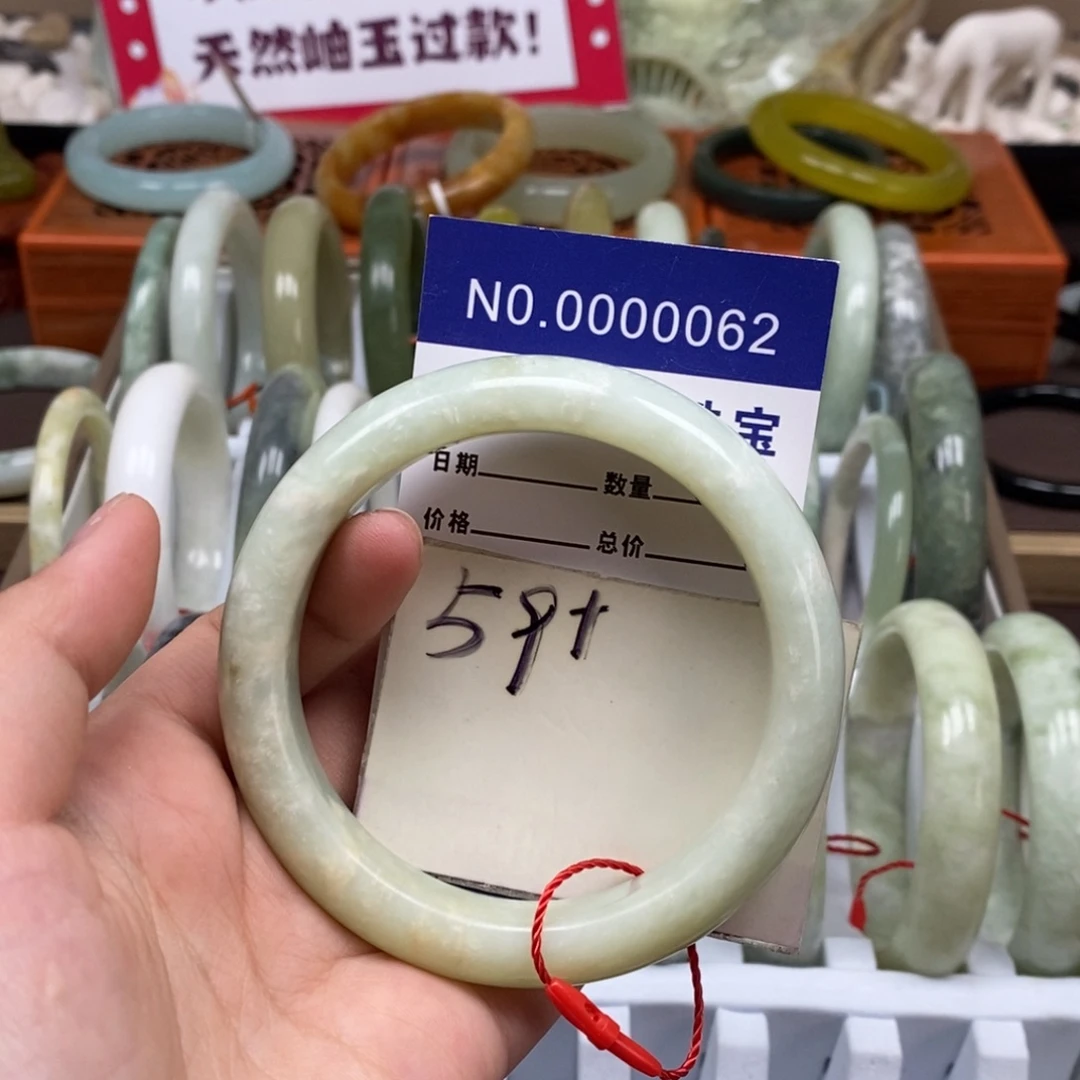 天然岫玉过款!
N0.0000062
宝
日期 数量
价格 总价
59+